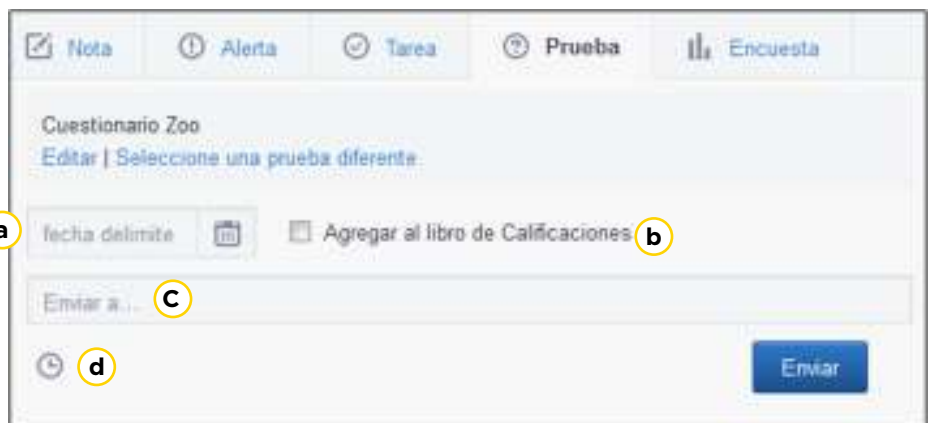 Nota Alerta Tarea Prueba Encuesta
Cuestionario Zoo
Editar | Seleccione una prueba diferente
a fecha delimite Agregar al libro de Calificaciones b
Enviar a... C
d Enviar